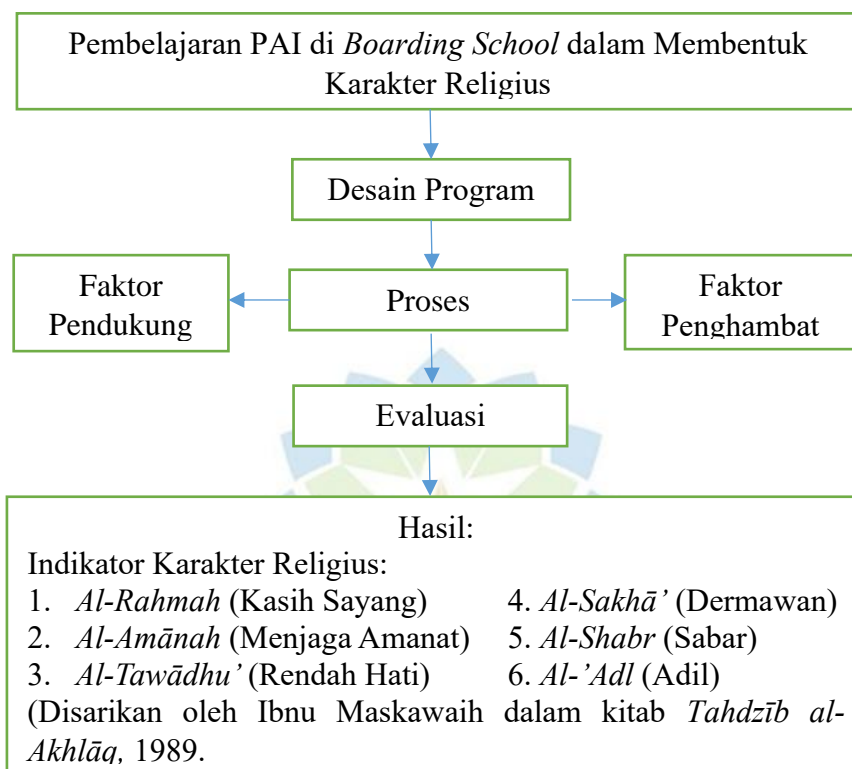 Pembelajaran PAI di Boarding School dalam Membentuk
Karakter Religius
Desain Program
Faktor
Pendukung
Proses
Faktor
Penghambat
Evaluasi
Hasil:
Indikator Karakter Religius:
1. Al-Rahmah (Kasih Sayang)
2. Al-Amānah (Menjaga Amanat)
3. Al-Tawādhu’ (Rendah Hati)
4. Al-Sakhā’ (Dermawan)
5. Al-Shabr (Sabar)
6. Al-’Adl (Adil)
(Disarikan oleh Ibnu Maskawaih dalam kitab Tahdzīb al-
Akhlāq, 1989.